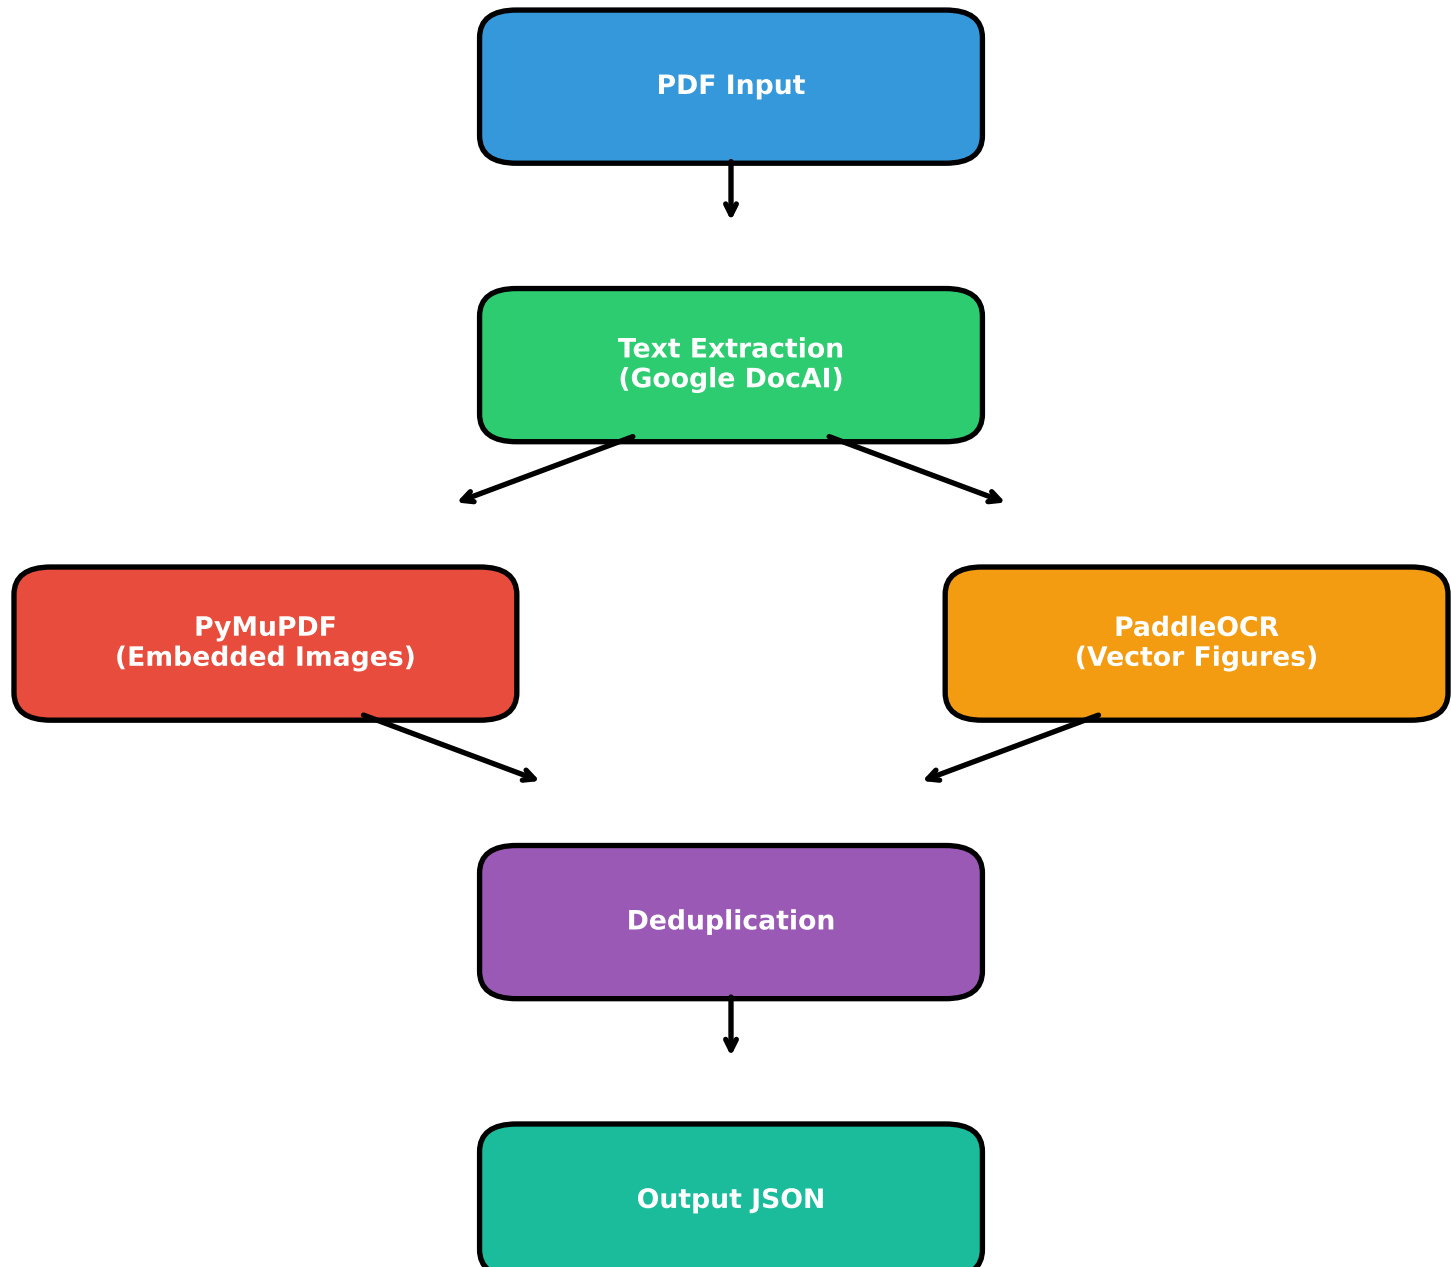 PDF Input
Text Extraction
(Google DocAI)
PyMuPDF
(Embedded Images)
PaddleOCR
(Vector Figures)
Deduplication
Output JSON